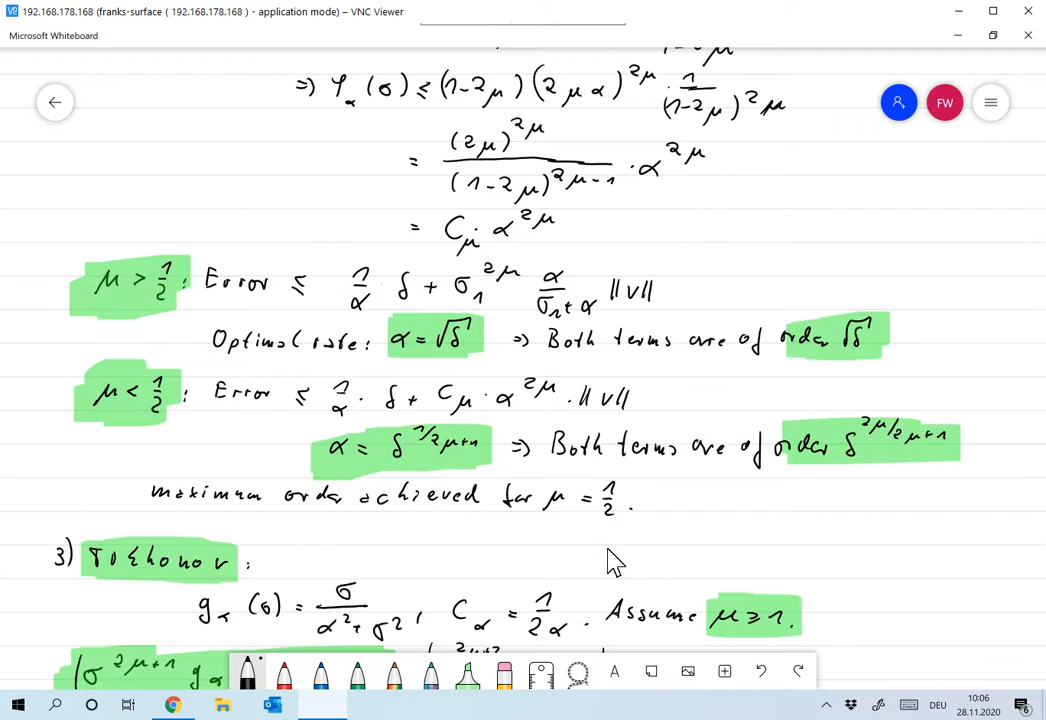 192.168.178.168 (franks-surface ( 192.168.178.168 ) - application mode) – VNC Viewer
Microsoft Whiteboard
FW
⇒ φ_α (σ) ≤ (1-2μ) (2μα)^{2μ} · 1/(1-2μ)^{2μ}
= (2μ)^{2μ} / (1-2μ)^{2μ-1} · α^{2μ}
= C_μ · α^{2μ}
μ > 1/2 : Error ≤ 1/α · δ + σ_1^{2μ} α/(σ_1+α) ||v||
Optimal rate: α = √δ ⇒ Both terms are of order √δ
μ < 1/2 : Error ≤ 1/α · δ + C_μ · α^{2μ} · ||v||
α = δ^{1/2μ+1} ⇒ Both terms are of order δ^{2μ/2μ+1}
maximum order achieved for μ = 1/2 .
3) Tikhonov :
g_α (σ) = σ/(α²+σ²) , C_α = 1/2α . Assume μ ≥ 1.
|σ^{2μ+1} g_α
DEU
10:06
28.11.2020
6